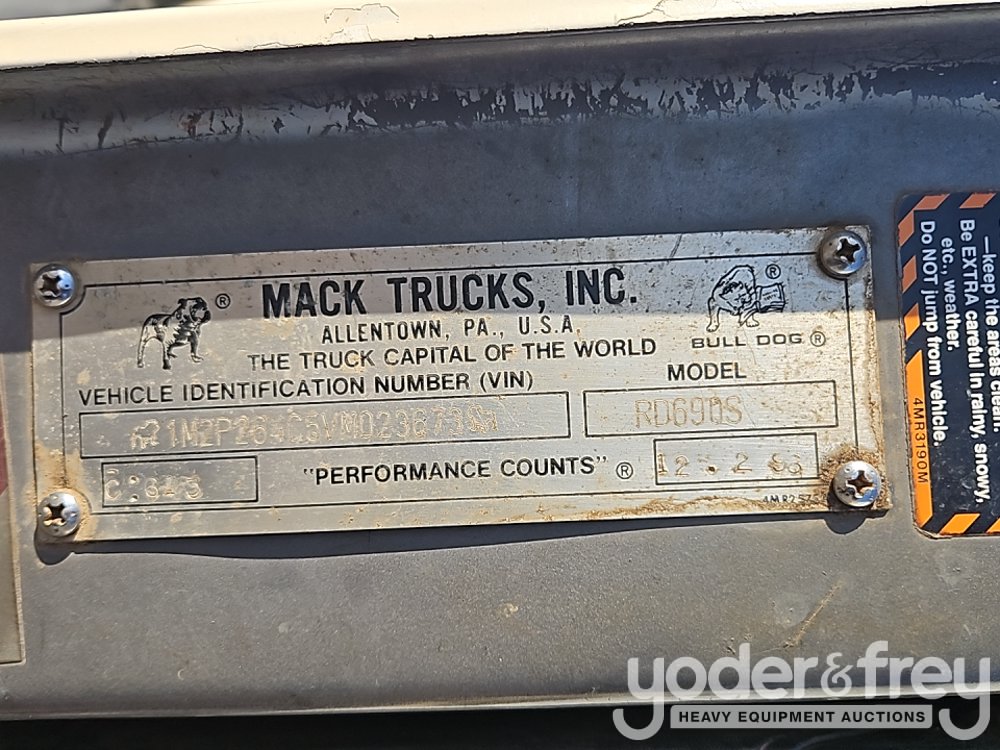 ® MACK TRUCKS, INC. ®
ALLENTOWN, PA., U.S.A.
BULL DOG ®
THE TRUCK CAPITAL OF THE WORLD
VEHICLE IDENTIFICATION NUMBER (VIN)
MODEL
RD690S
"PERFORMANCE COUNTS" ®
—keep the areas clean.
Be EXTRA careful in rainy, snowy,
etc., weather.
Do NOT jump from vehicle.
4MR3190M
yoder&frey
HEAVY EQUIPMENT AUCTIONS